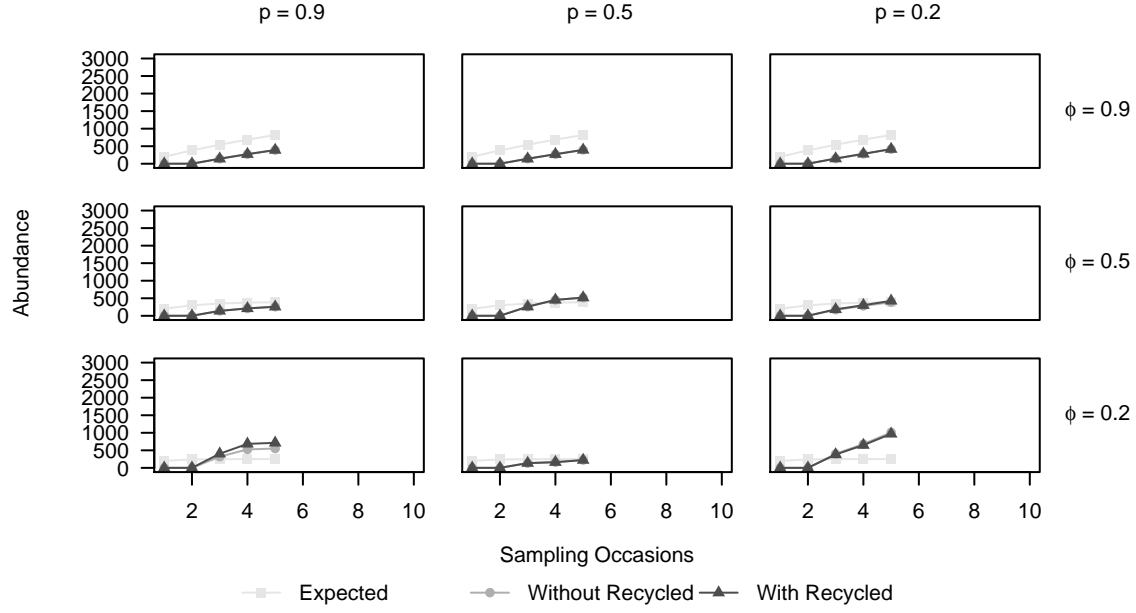 p = 0.9 p = 0.5 p = 0.2
3000
2500
2000
1500
1000
500
0
ϕ = 0.9
3000
2500
2000
1500
1000
500
0
ϕ = 0.5
Abundance
3000
2500
2000
1500
1000
500
0
ϕ = 0.2
2 4 6 8 10 2 4 6 8 10 2 4 6 8 10
Sampling Occasions
Expected Without Recycled With Recycled